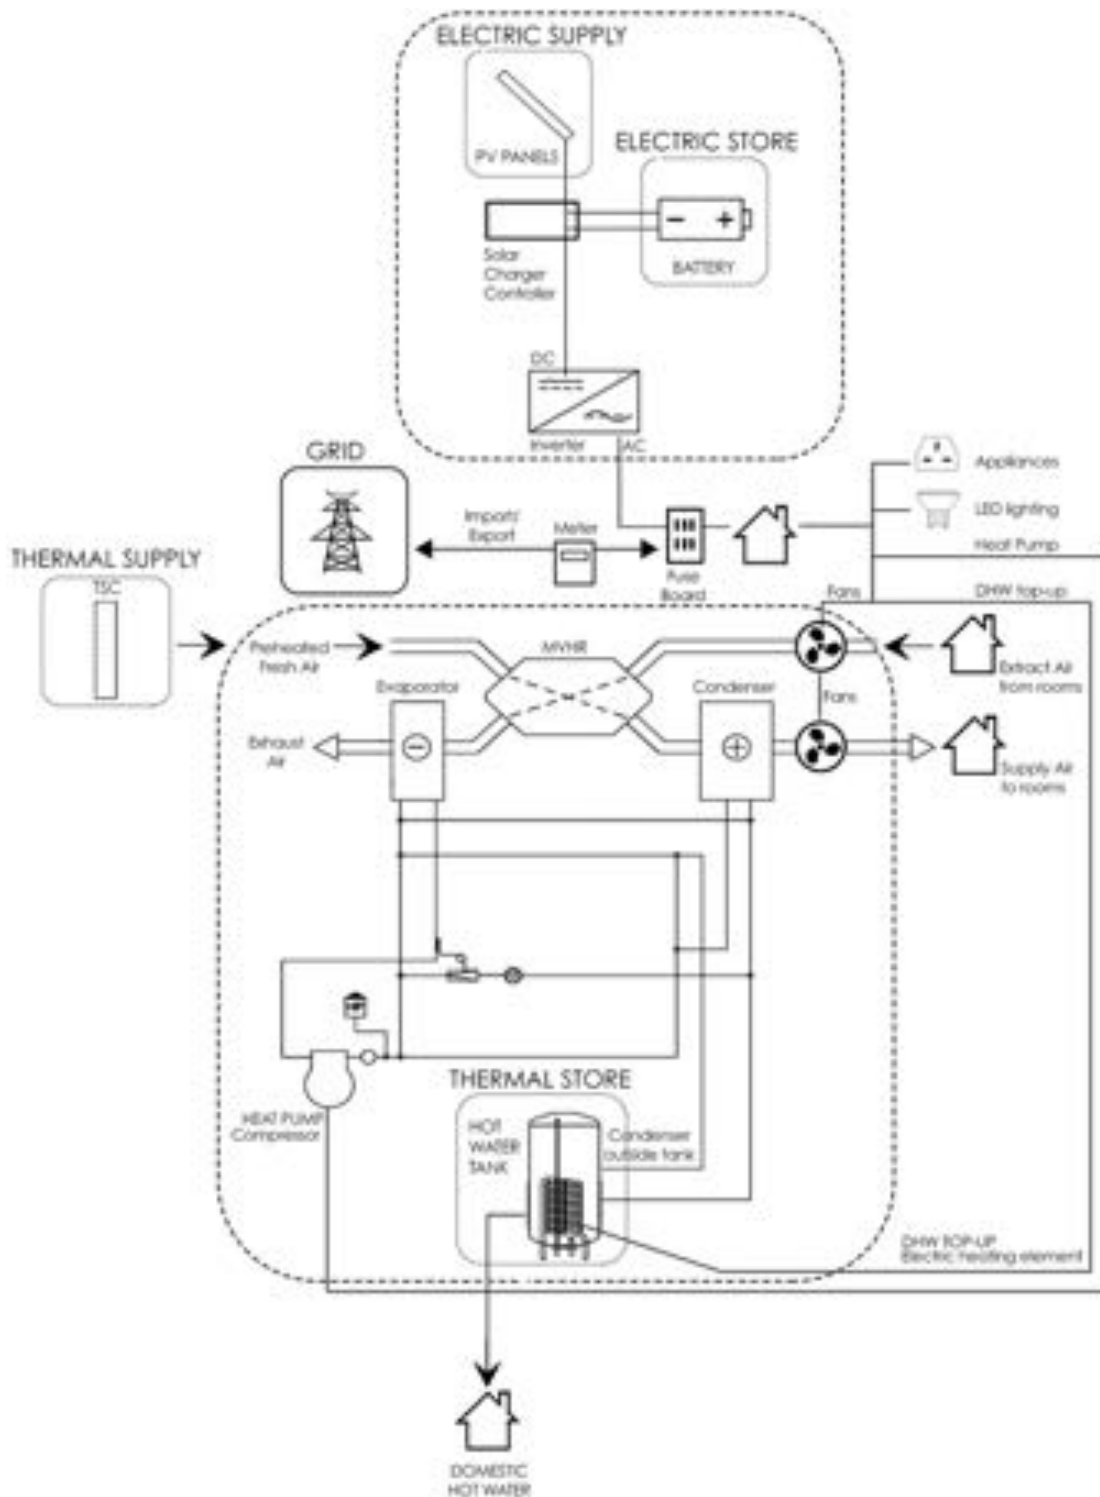 ELECTRIC SUPPLY
PV PANELS
ELECTRIC STORE
BATTERY
Solar
Charger
Controller
DC
Inverter
AC
GRID
Imports/
Export
Meter
Fuse
Board
Appliances
LED lighting
Heat Pump
DHW top-up
Fans
THERMAL SUPPLY
TSC
Preheated
Fresh Air
MVHR
Extract Air
from rooms
Evaporator
Condenser
Fans
Exhaust
Air
Supply Air
to rooms
HEAT PUMP
Compressor
THERMAL STORE
HOT
WATER
TANK
Condenser
outside tank
DHW TOP-UP
Electric heating element
DOMESTIC
HOT WATER